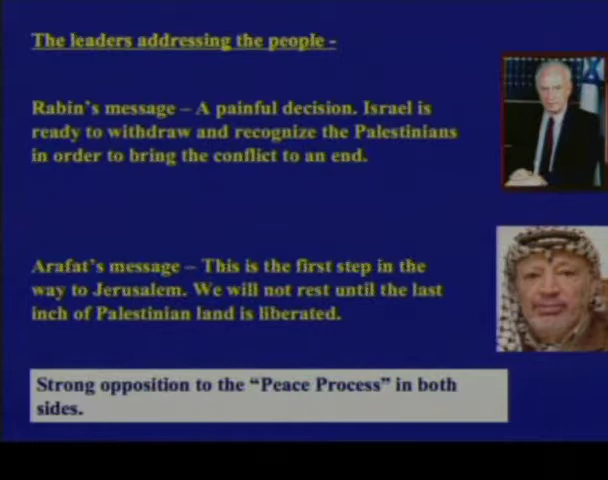 The leaders addressing the people -
Rabin's message – A painful decision. Israel is
ready to withdraw and recognize the Palestinians
in order to bring the conflict to an end.
Arafat's message – This is the first step in the
way to Jerusalem. We will not rest until the last
inch of Palestinian land is liberated.
Strong opposition to the “Peace Process” in both
sides.